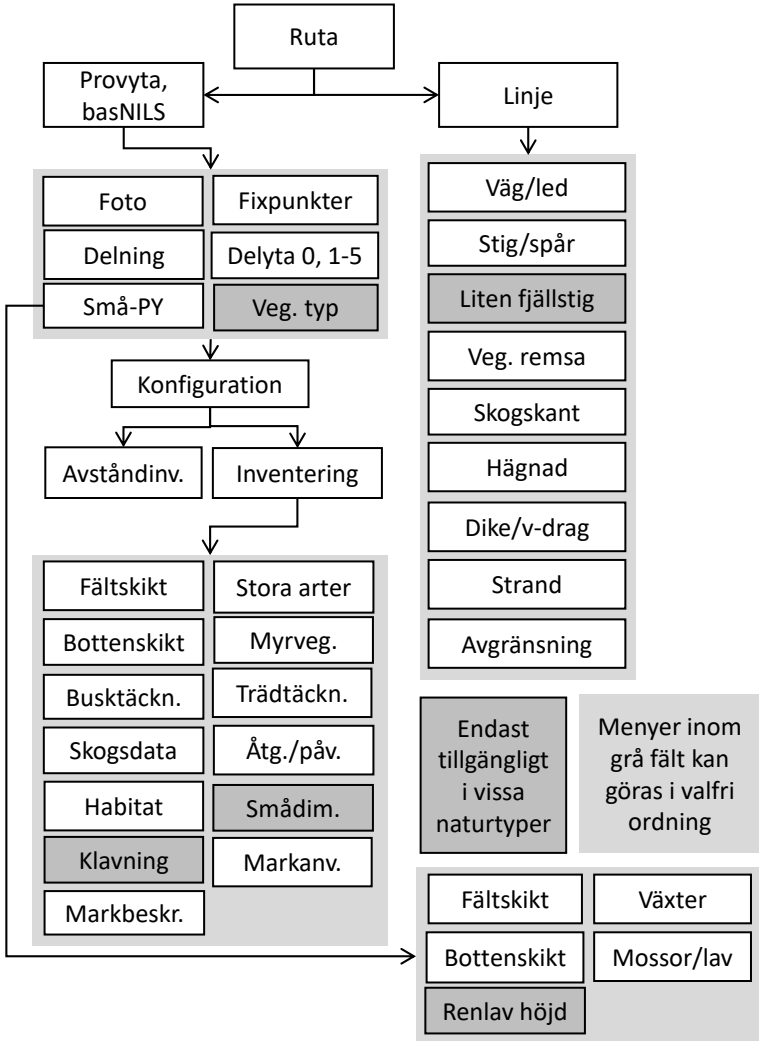 Ruta
Provyta,
basNILS
Linje
Foto
Fixpunkter
Delning
Delyta 0, 1-5
Små-PY
Veg. typ
Konfiguration
Avståndinv.
Inventering
Fältskikt
Stora arter
Bottenskikt
Myrveg.
Busktäckn.
Trädtäckn.
Skogsdata
Åtg./påv.
Habitat
Smådim.
Klavning
Markanv.
Markbeskr.
Väg/led
Stig/spår
Liten fjällstig
Veg. remsa
Skogskant
Hägnad
Dike/v-drag
Strand
Avgränsning
Endast
tillgängligt
i vissa
naturtyper
Menyer inom
grå fält kan
göras i valfri
ordning
Fältskikt
Växter
Bottenskikt
Mossor/lav
Renlav höjd